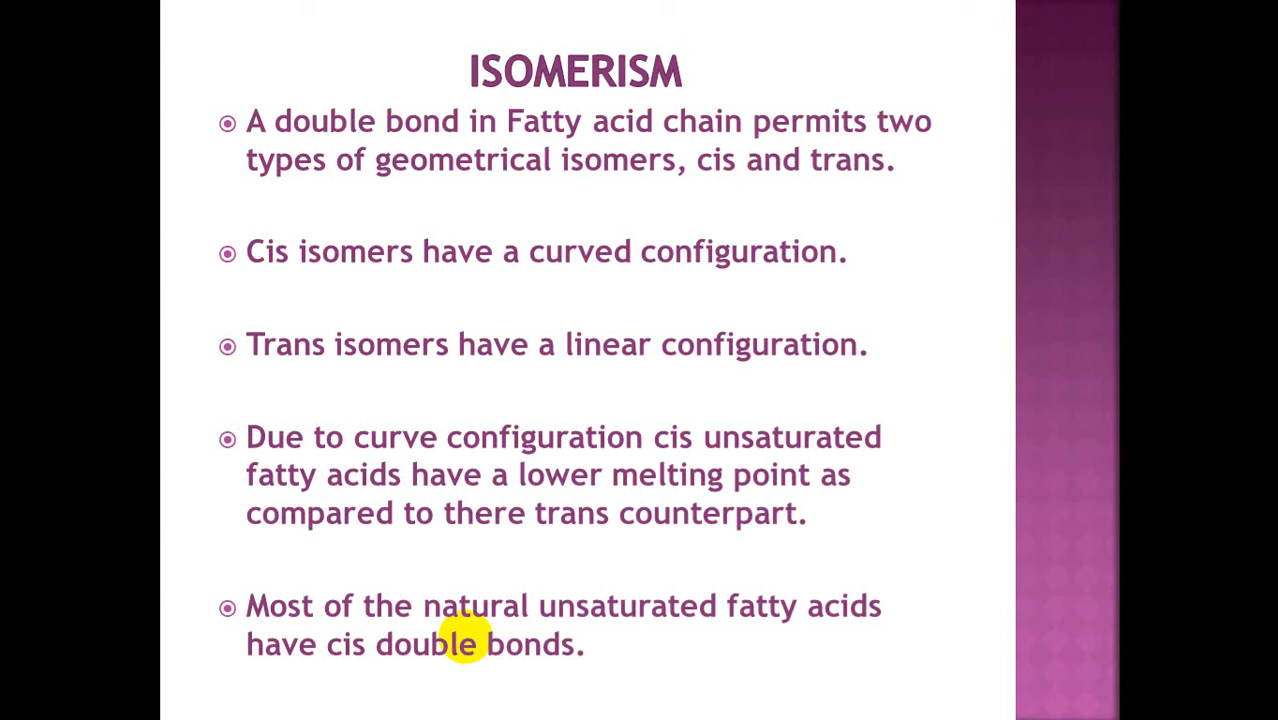 ISOMERISM
A double bond in Fatty acid chain permits two
types of geometrical isomers, cis and trans.
Cis isomers have a curved configuration.
Trans isomers have a linear configuration.
Due to curve configuration cis unsaturated
fatty acids have a lower melting point as
compared to there trans counterpart.
Most of the natural unsaturated fatty acids
have cis double bonds.